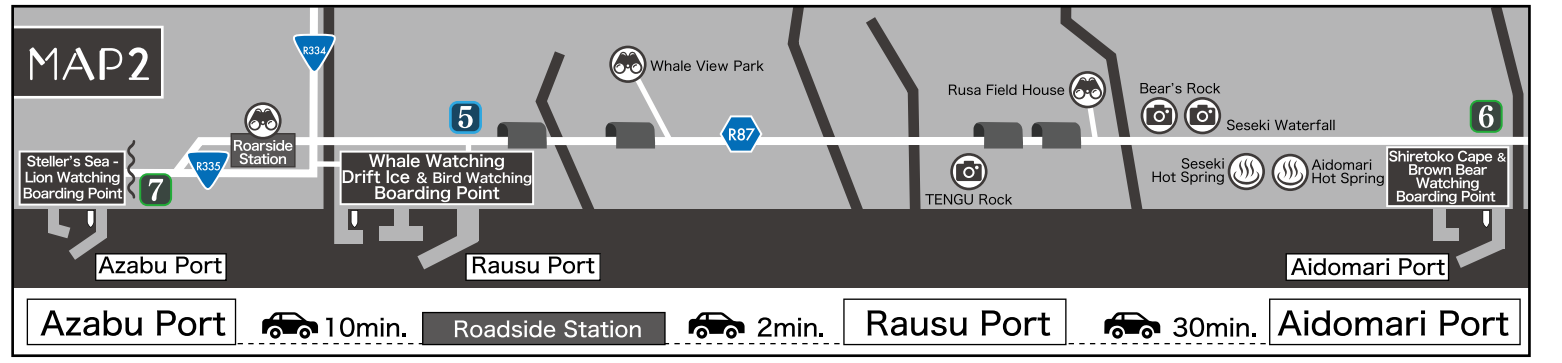 MAP2
R334
Whale View Park
Rusa Field House
Bear's Rock
Seseki Waterfall
5
R87
6
Roarside
Station
R335
Steller's Sea -
Lion Watching
Boarding Point
7
Whale Watching
Drift Ice & Bird Watching
Boarding Point
TENGU Rock
Seseki
Hot Spring
Aidomari
Hot Spring
Shiretoko Cape &
Brown Bear
Watching
Boarding Point
Azabu Port
Rausu Port
Aidomari Port
Azabu Port 10min. Roadside Station 2min. Rausu Port 30min. Aidomari Port